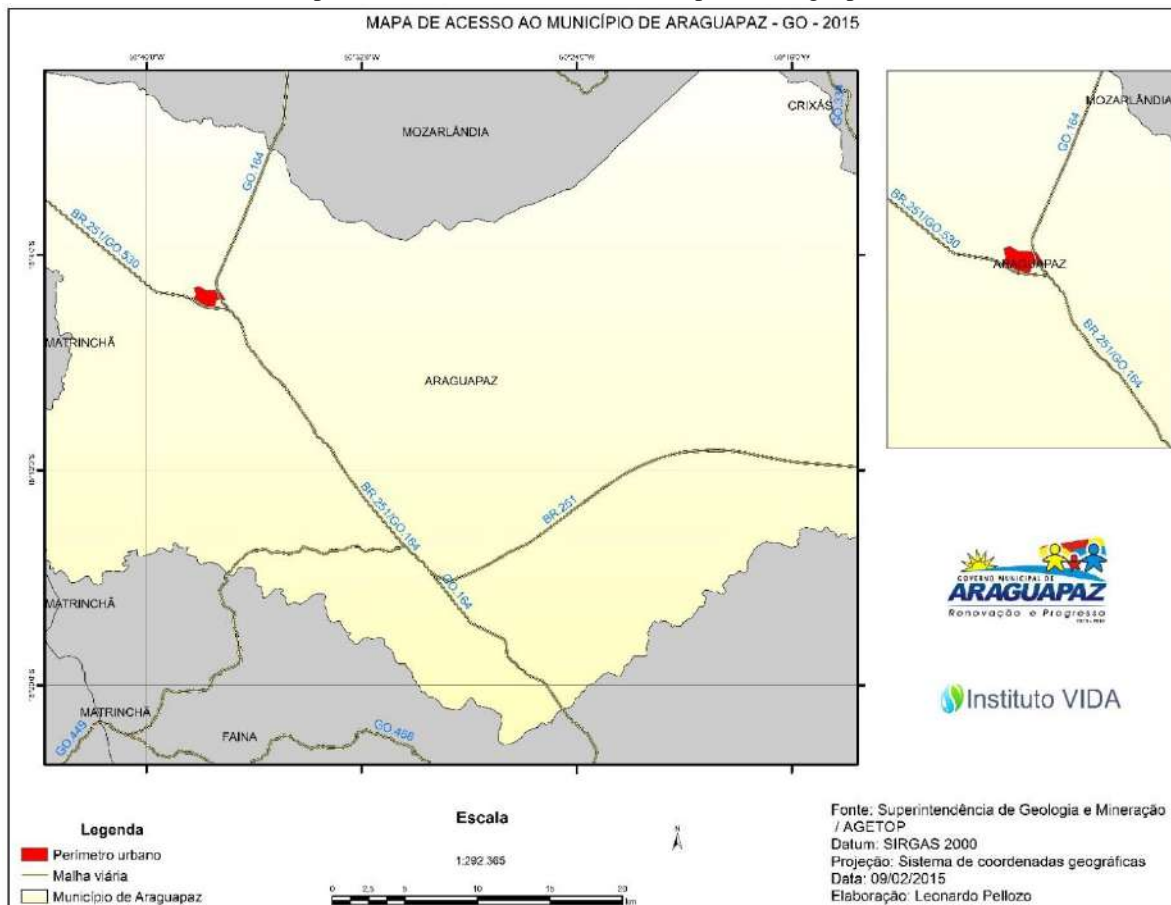 MAPA DE ACESSO AO MUNICÍPIO DE ARAGUAPAZ - GO - 2015
MOZARLÂNDIA
CRIXÁS
GO.164
BR.251/GO.530
MATRINCHÃ
ARAGUAPAZ
BR.251/GO.164
BR.251
GO.164
MATRINCHÃ
MATRINCHÃ
GO.449
FAINA
MOZARLÂNDIA
GO.164
BR.251/GO.530
ARAGUAPAZ
BR.251/GO.164
GOVERNO MUNICIPAL DE
ARAGUAPAZ
Renovação e Progresso
Instituto VIDA
Legenda
Perímetro urbano
Malha viária
Município de Araguapaz
Escala
1:292.365
0 2,5 5 10 15 20
km
N
Fonte: Superintendência de Geologia e Mineração
/ AGETOP
Datum: SIRGAS 2000
Projeção: Sistema de coordenadas geográficas
Data: 09/02/2015
Elaboração: Leonardo Pellozo